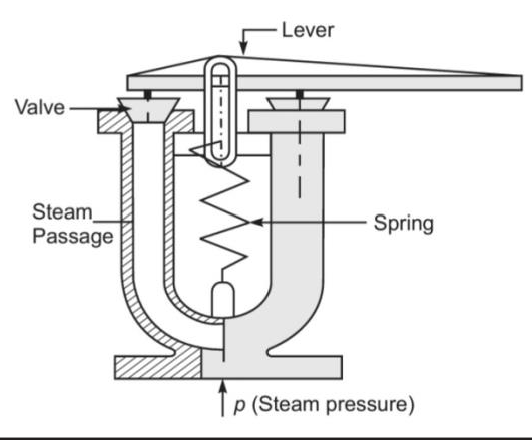 Lever
Valve
Steam
Passage
Spring
p (Steam pressure)